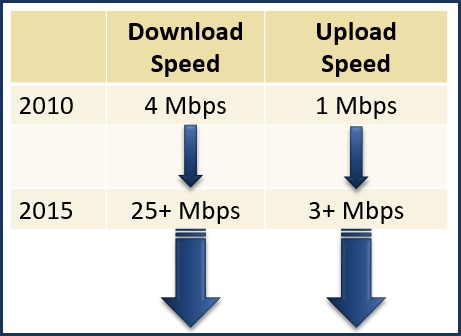 Download Speed
Upload Speed
2010 4 Mbps 1 Mbps
2015 25+ Mbps 3+ Mbps